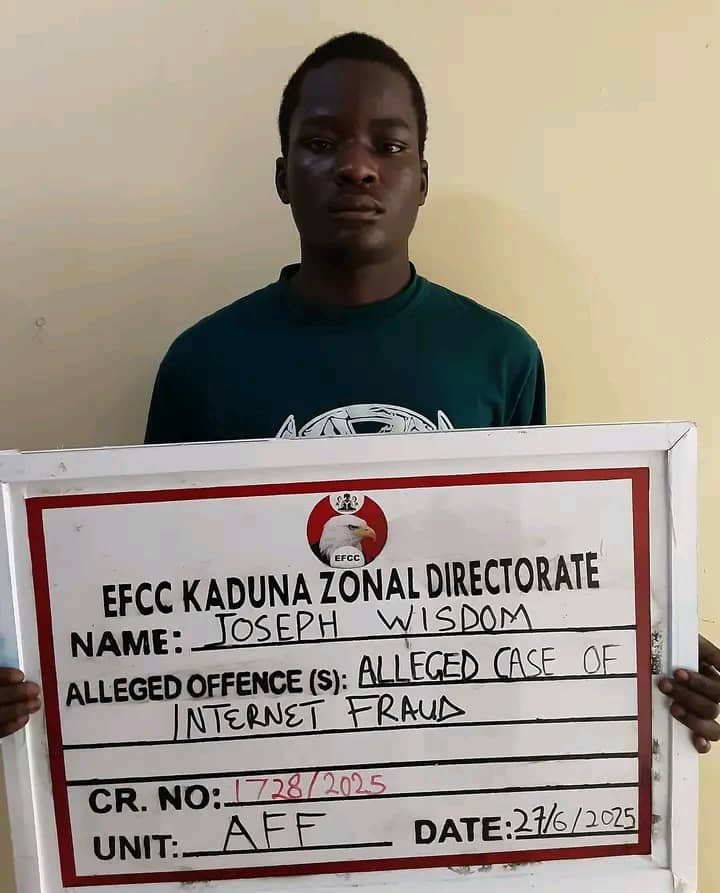 EFCC
EFCC KADUNA ZONAL DIRECTORATE
NAME: JOSEPH WISDOM
ALLEGED OFFENCE (S): ALLEGED CASE OF
INTERNET FRAUD
CR. NO: 1728/2025
UNIT: AFF DATE: 27/6/2025